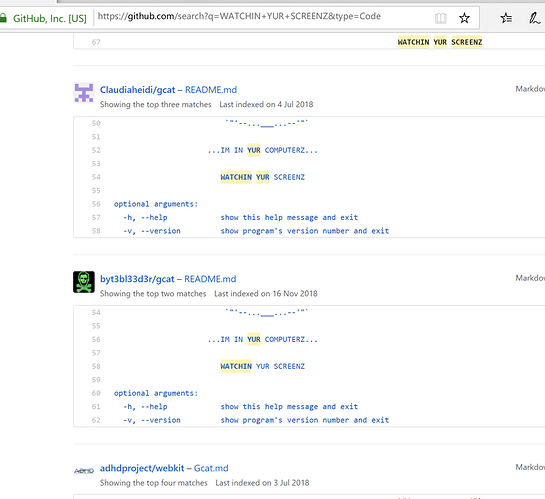 GitHub, Inc. [US] https://github.com/search?q=WATCHIN+YUR+SCREENZ&type=Code
67 WATCHIN YUR SCREENZ
Claudiaheidi/gcat – README.md Markdow
Showing the top three matches Last indexed on 4 Jul 2018
50 `"'--...___...--'"`
51
52 ...IM IN YUR COMPUTERZ...
53
54 WATCHIN YUR SCREENZ
55
56 optional arguments:
57 -h, --help show this help message and exit
58 -v, --version show program's version number and exit
byt3bl33d3r/gcat – README.md Markdow
Showing the top two matches Last indexed on 16 Nov 2018
54 `"'--...___...--'"`
55
56 ...IM IN YUR COMPUTERZ...
57
58 WATCHIN YUR SCREENZ
59
60 optional arguments:
61 -h, --help show this help message and exit
62 -v, --version show program's version number and exit
ADHD adhdproject/webkit – Gcat.md Markdow
Showing the top four matches Last indexed on 3 Jul 2018